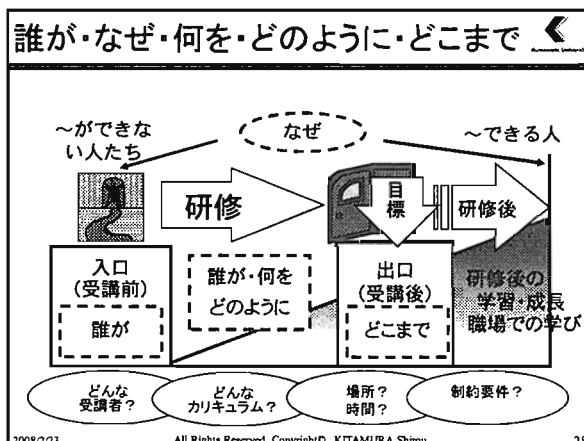 誰が・なぜ・何を・どのように・どこまで
Kumamoto University
～ができな
い人たち
なぜ
～できる人
研修
目
標
研修後
入口
（受講前）
誰が
誰が・何を
どのように
出口
（受講後）
どこまで
研修後の
学習・成長
職場での学び
どんな
受講者？
どんな
カリキュラム？
場所？
時間？
制約要件？
2008/2/23
All Rights Reserved, Copyright©, KITAMURA Shirou